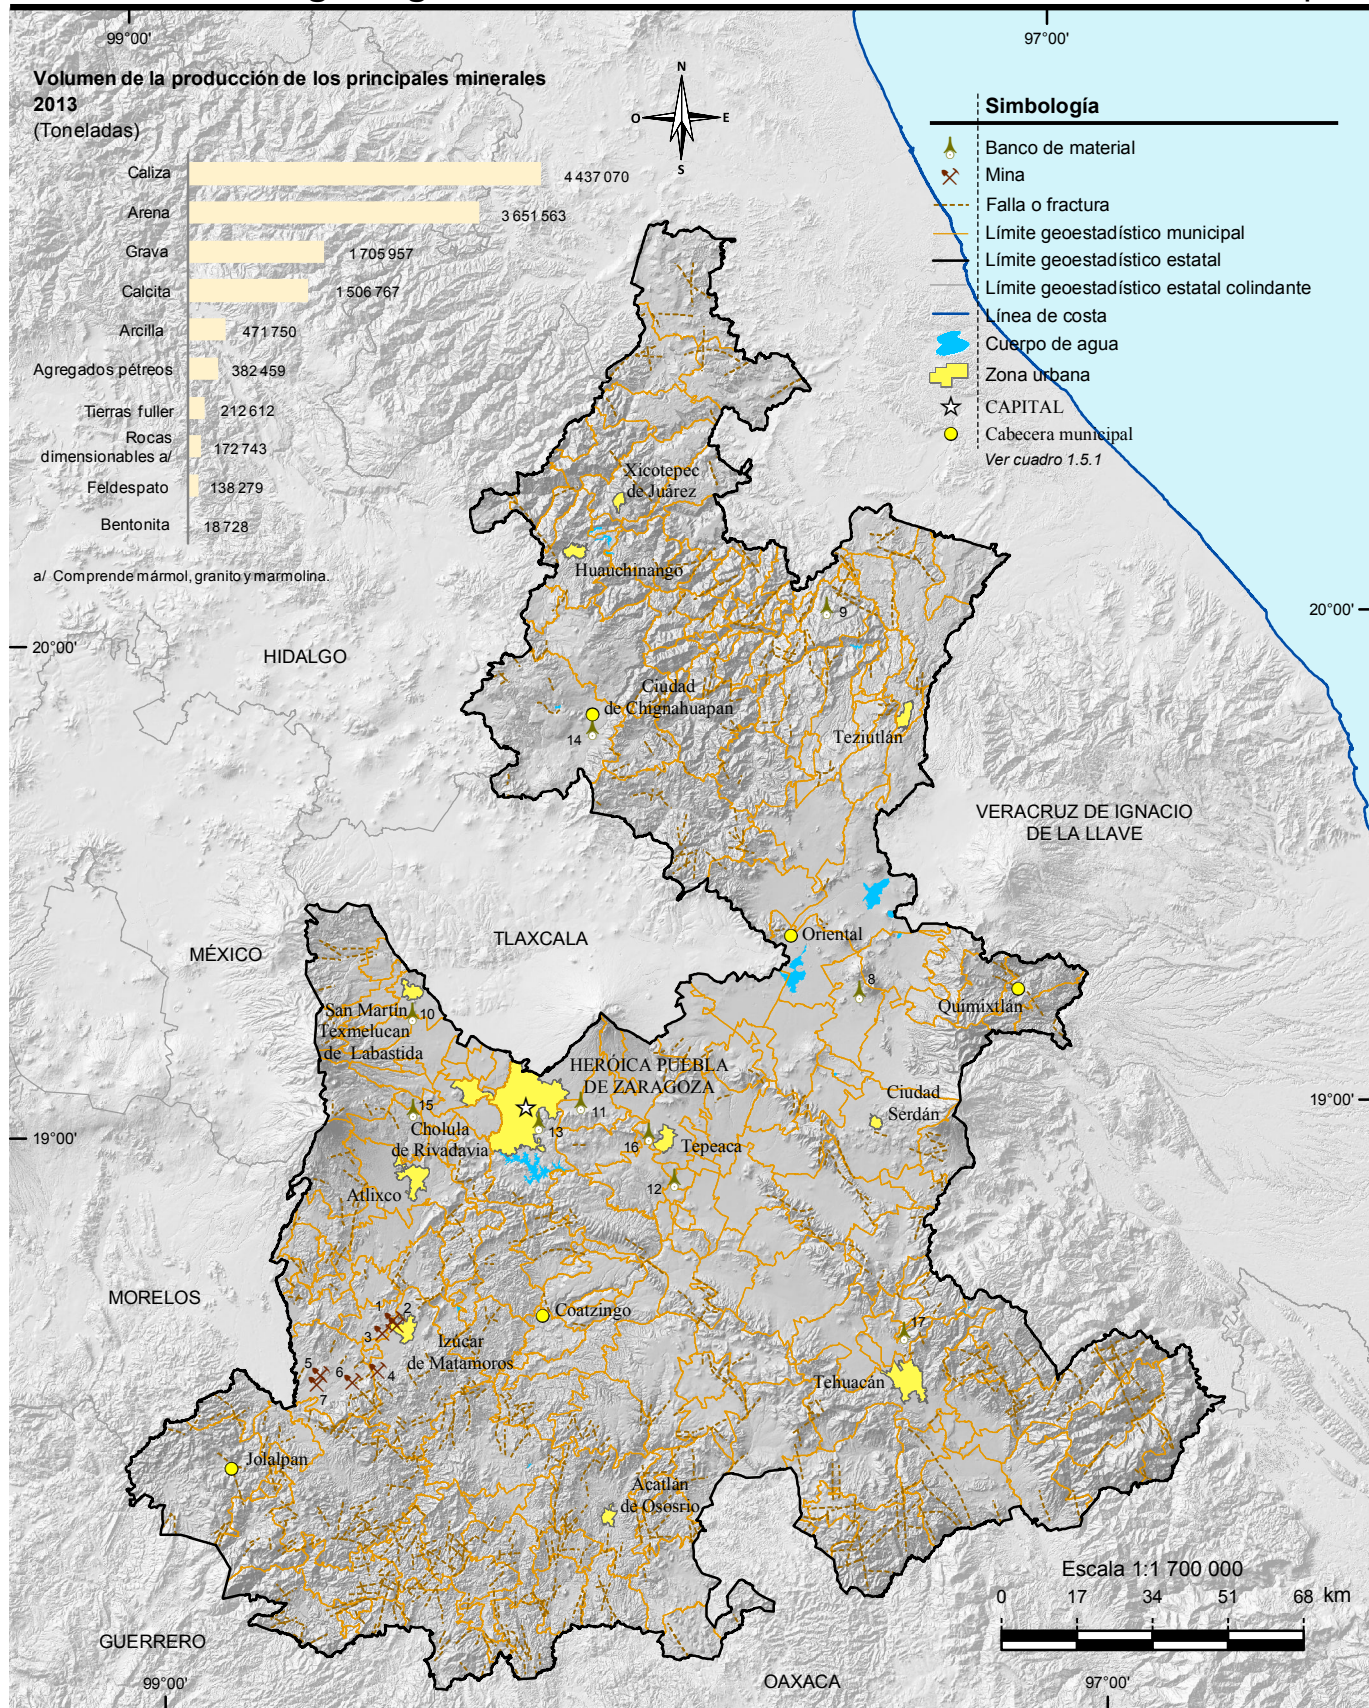 99°00'
97°00'
Volumen de la producción de los principales minerales
2013
(Toneladas)
Caliza 4 437 070
Arena 3 651 563
Grava 1 705 957
Calcita 1 506 767
Arcilla 471 750
Agregados pétreos 382 459
Tierras fuller 212 612
Rocas
dimensionables a/ 172 743
Feldespato 138 279
Bentonita 18 728
a/ Comprende mármol, granito y marmolina.
N
O E
S
Simbología
Banco de material
Mina
Falla o fractura
Límite geoestadístico municipal
Límite geoestadístico estatal
Límite geoestadístico estatal colindante
Línea de costa
Cuerpo de agua
Zona urbana
CAPITAL
Cabecera municipal
Ver cuadro 1.5.1
Xicotepec
de Juárez
Huauchinango
9
20°00'
20°00'
HIDALGO
Ciudad
de Chignahuapan
14
Teziutlán
VERACRUZ DE IGNACIO
DE LA LLAVE
TLAXCALA
Oriental
MÉXICO
8
Quimixtlán
San Martín
Texmelucan
de Labastida
10
HEROICA PUEBLA
DE ZARAGOZA
Ciudad
Serdán
19°00'
19°00'
15
11
13
Cholula
de Rivadavia
16
Tepeaca
12
Atlixco
MORELOS
1
2
3
Coatzingo
17
Izúcar
de Matamoros
5
6
4
7
Tehuacán
Jolalpan
Acatlán
de Ososrio
Escala 1:1 700 000
0 17 34 51 68 km
GUERRERO
OAXACA
99°00'
97°00'